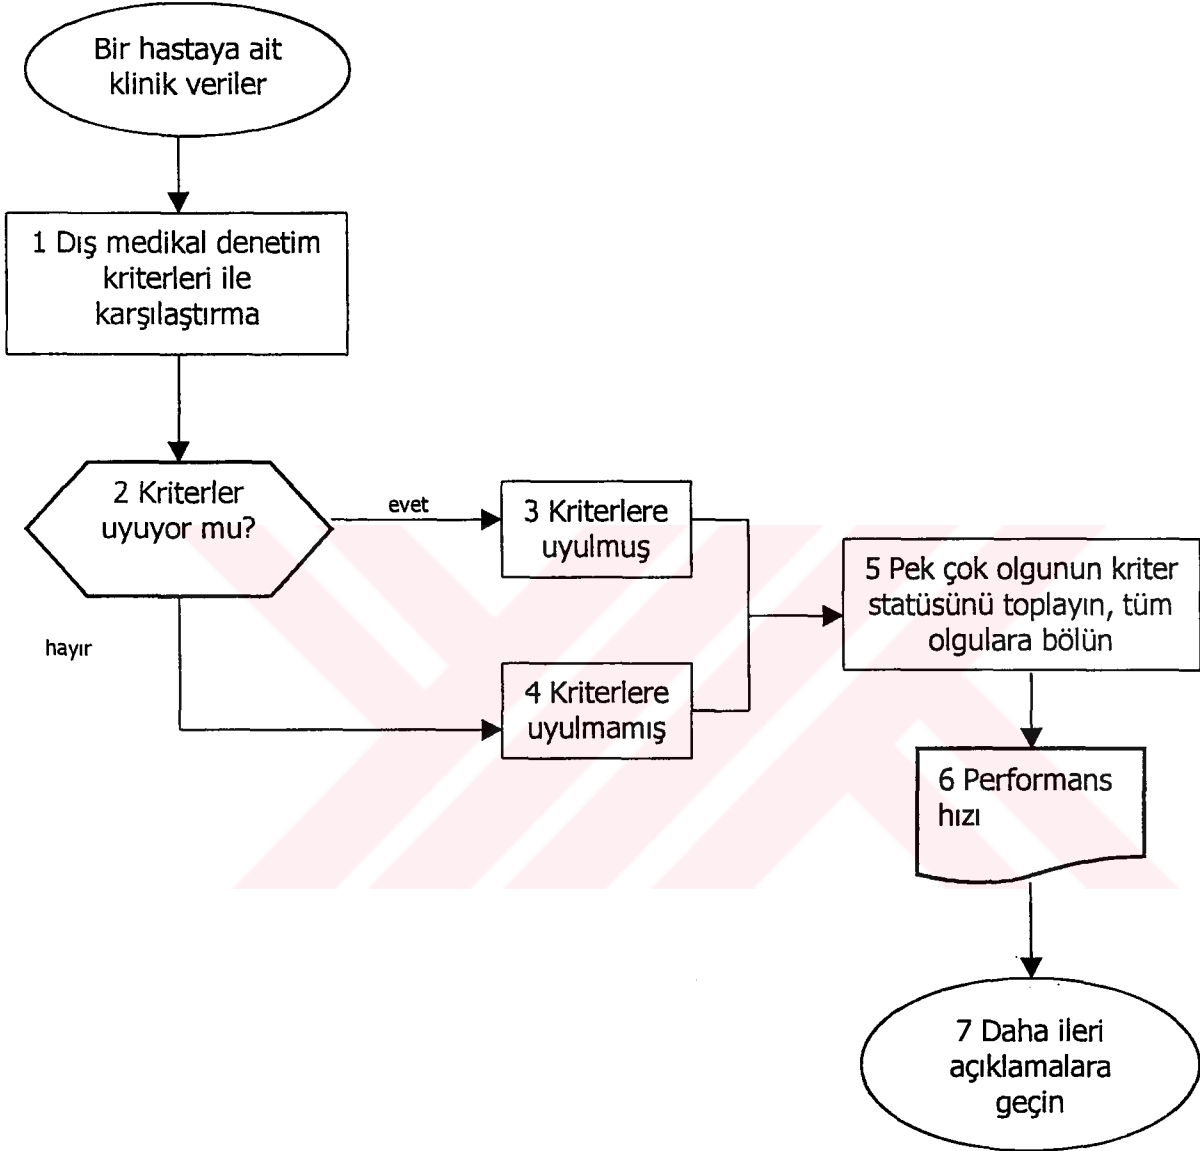 Bir hastaya ait
klinik veriler
1 Dış medikal denetim
kriterleri ile
karşılaştırma
2 Kriterler
uyuyor mu?
evet
hayır
3 Kriterlere
uyulmuş
4 Kriterlere
uyulmamış
5 Pek çok olgunun kriter
statüsünü toplayın, tüm
olgulara bölün
6 Performans
hızı
7 Daha ileri
açıklamalara
geçin